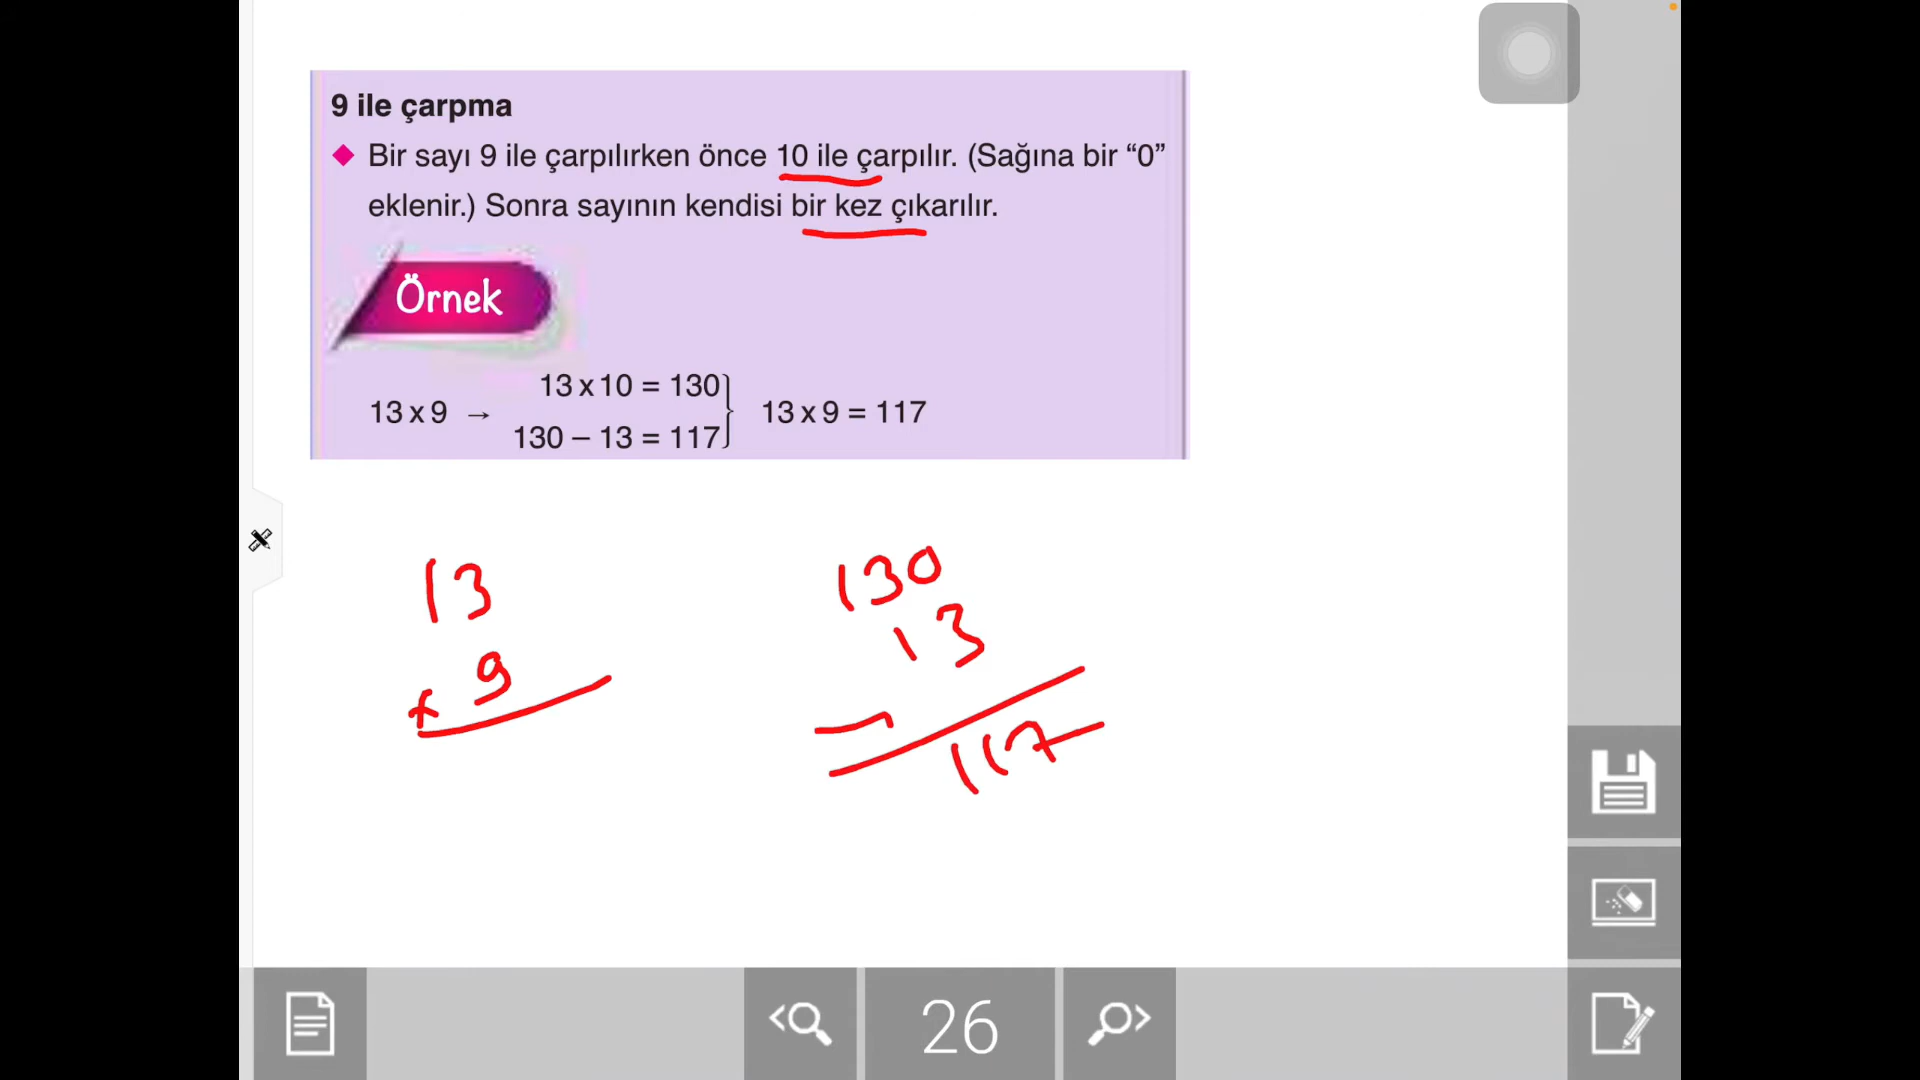 9 ile çarpma
◆ Bir sayı 9 ile çarpılırken önce 10 ile çarpılır. (Sağına bir “0”
eklenir.) Sonra sayının kendisi bir kez çıkarılır.
Örnek
13 x 10 = 130
13 x 9 → 13 x 9 = 117
130 – 13 = 117
13
x 9
130
13
–
117
26